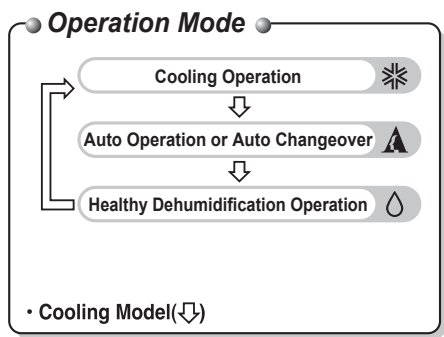 Operation Mode
Cooling Operation
Auto Operation or Auto Changeover
Healthy Dehumidification Operation
• Cooling Model(⇩)